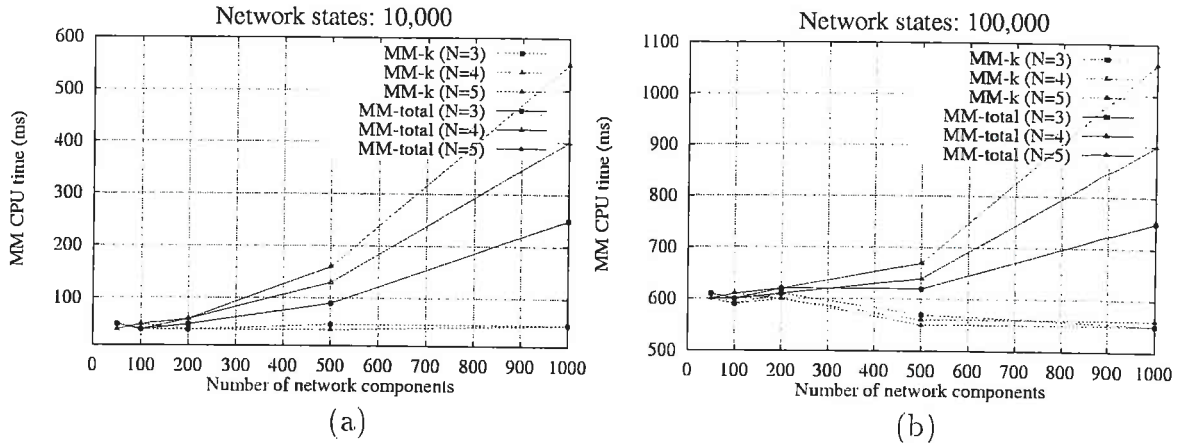 Network states: 10,000
600
500
400
300
200
100
MM CPU time (ms)
MM-k (N=3)
MM-k (N=4)
MM-k (N=5)
MM-total (N=3)
MM-total (N=4)
MM-total (N=5)
0 100 200 300 400 500 600 700 800 900 1000
Number of network components
(a)
Network states: 100,000
1100
1000
900
800
700
600
500
MM CPU time (ms)
MM-k (N=3)
MM-k (N=4)
MM-k (N=5)
MM-total (N=3)
MM-total (N=4)
MM-total (N=5)
0 100 200 300 400 500 600 700 800 900 1000
Number of network components
(b)